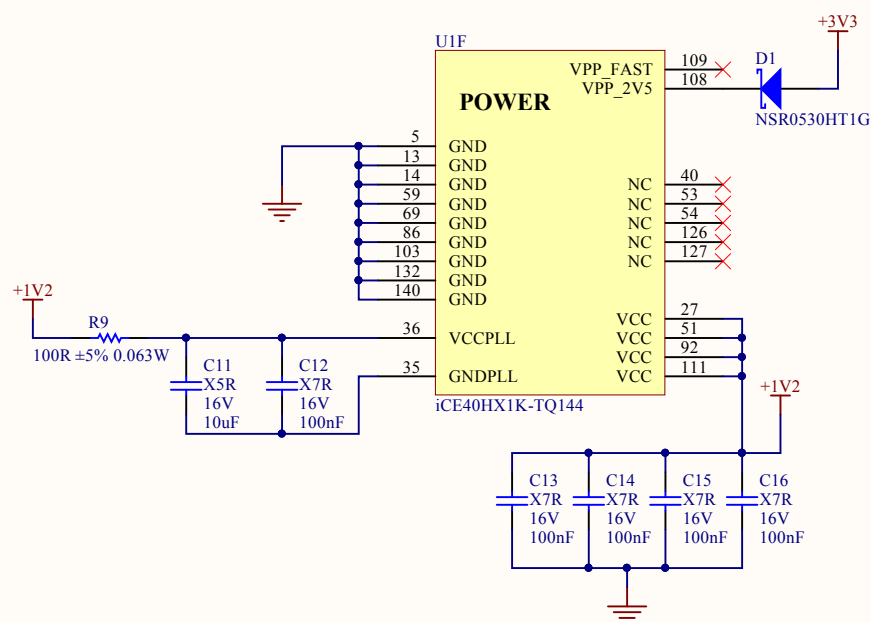 +3V3
U1F
D1
109
VPP_FAST
108
VPP_2V5
POWER
NSR0530HT1G
5
GND
13
GND
14
GND
59
GND
69
GND
86
GND
103
GND
132
GND
140
GND
NC
40
NC
53
NC
54
NC
126
NC
127
+1V2
R9
100R ±5% 0.063W
36
VCCPLL
35
GNDPLL
VCC
27
VCC
51
VCC
92
VCC
111
C11
X5R
16V
10uF
C12
X7R
16V
100nF
iCE40HX1K-TQ144
+1V2
C13
X7R
16V
100nF
C14
X7R
16V
100nF
C15
X7R
16V
100nF
C16
X7R
16V
100nF